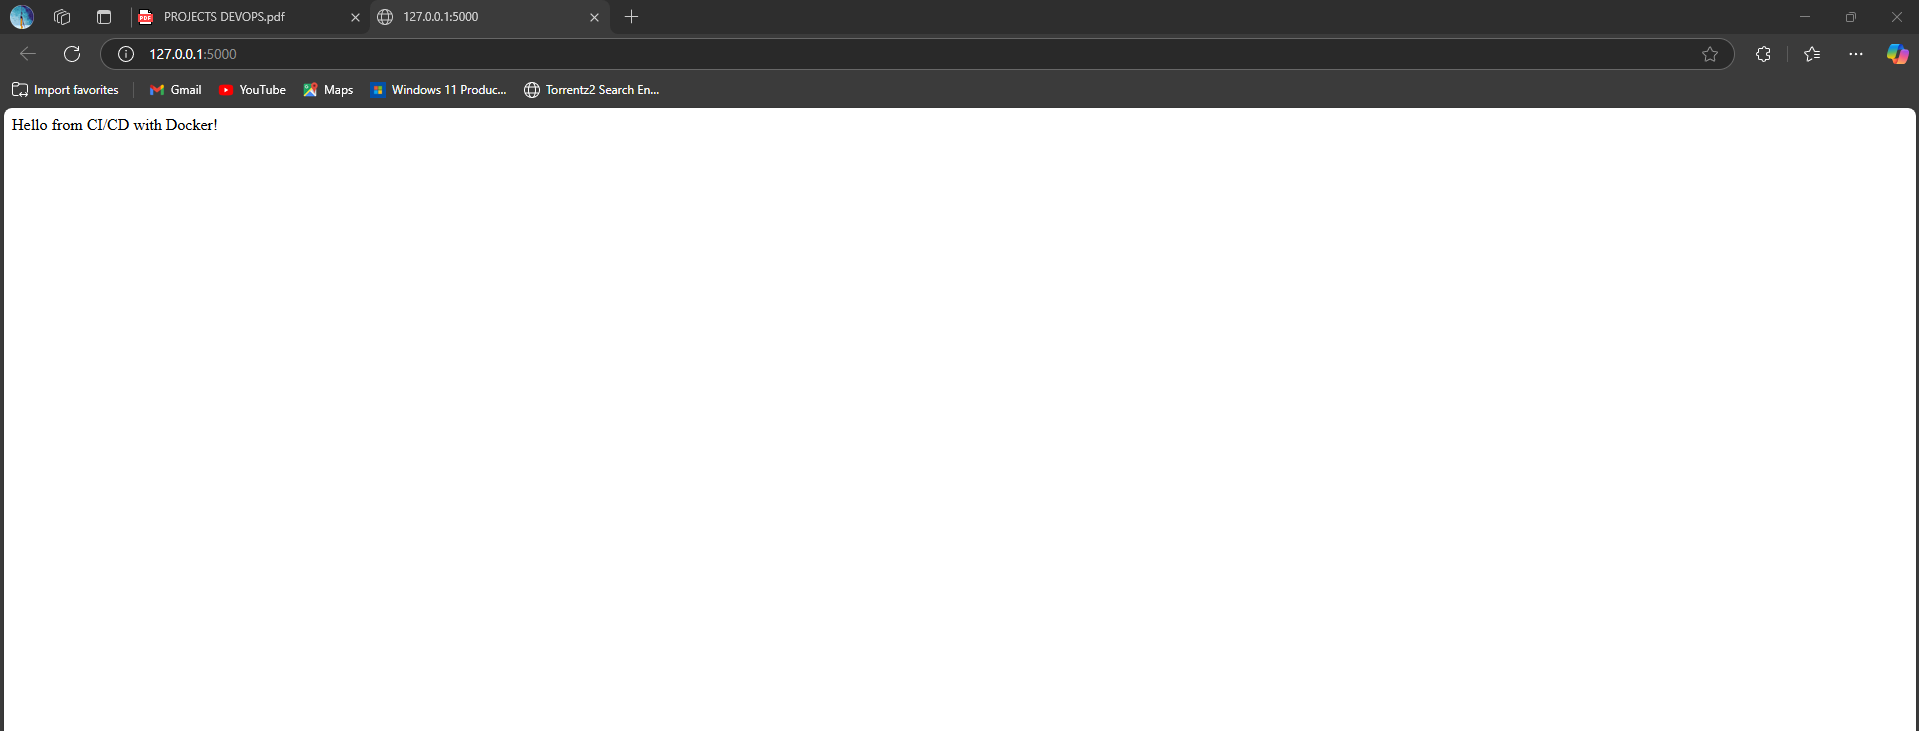 PROJECTS DEVOPS.pdf
127.0.0.1:5000
127.0.0.1:5000
Import favorites
Gmail
YouTube
Maps
Windows 11 Produc...
Torrentz2 Search En...
Hello from CI/CD with Docker!